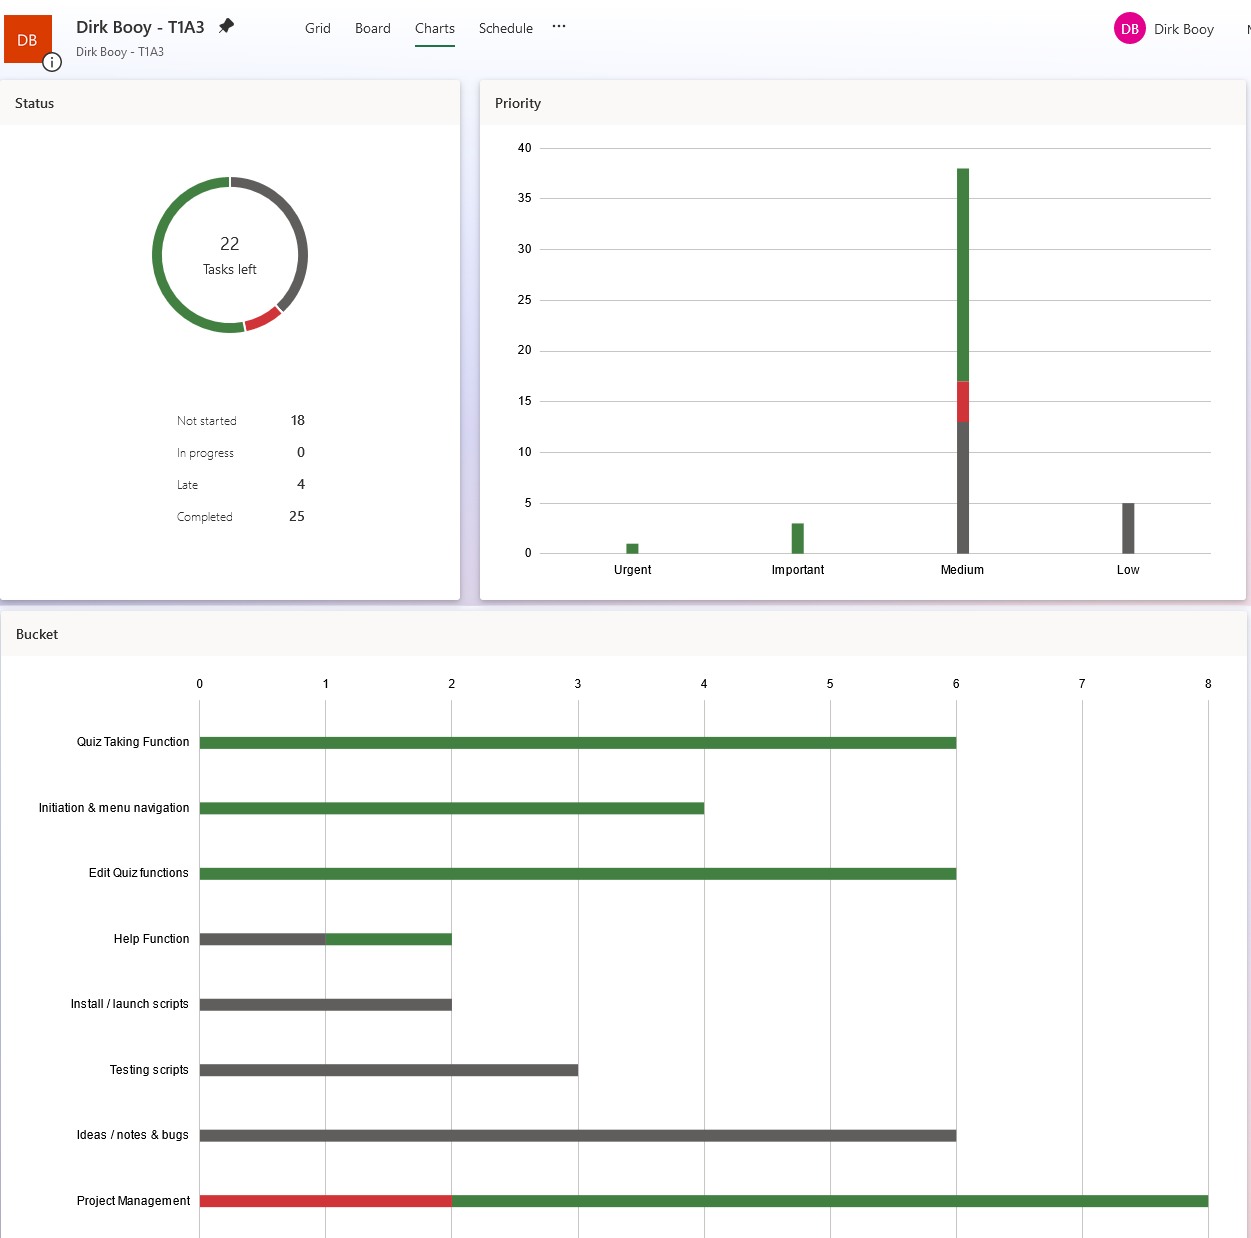 DB
Dirk Booy - T1A3
Dirk Booy - T1A3
Grid Board Charts Schedule ···
DB Dirk Booy
Status
22
Tasks left
Not started 18
In progress 0
Late 4
Completed 25
Priority
40
35
30
25
20
15
10
5
0
Urgent Important Medium Low
Bucket
0 1 2 3 4 5 6 7 8
Quiz Taking Function
Initiation & menu navigation
Edit Quiz functions
Help Function
Install / launch scripts
Testing scripts
Ideas / notes & bugs
Project Management